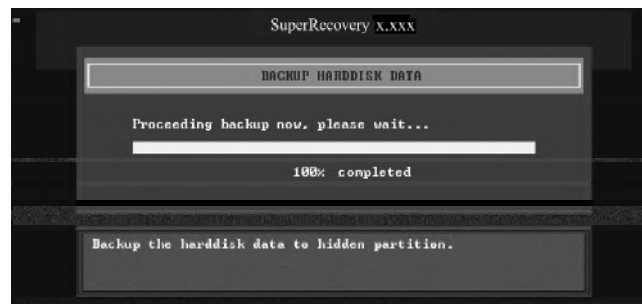 SuperRecovery x.xxx
BACKUP HARDDISK DATA
Proceeding backup now, please wait...
100% completed
Backup the harddisk data to hidden partition.